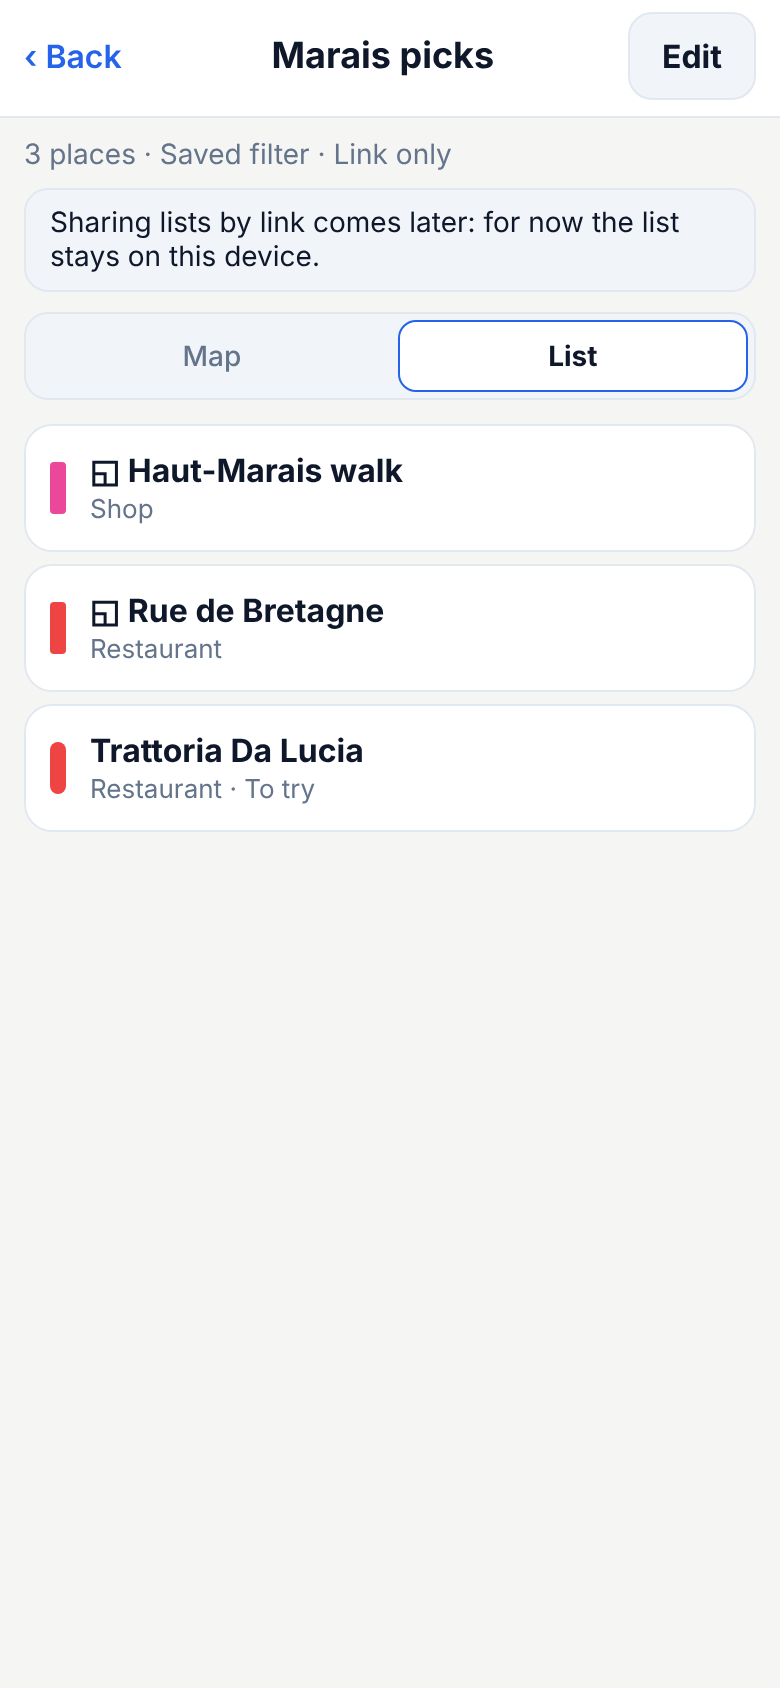 ‹ Back
Marais picks
Edit
3 places · Saved filter · Link only
Sharing lists by link comes later: for now the list
stays on this device.
Map
List
◱ Haut-Marais walk
Shop
◱ Rue de Bretagne
Restaurant
Trattoria Da Lucia
Restaurant · To try